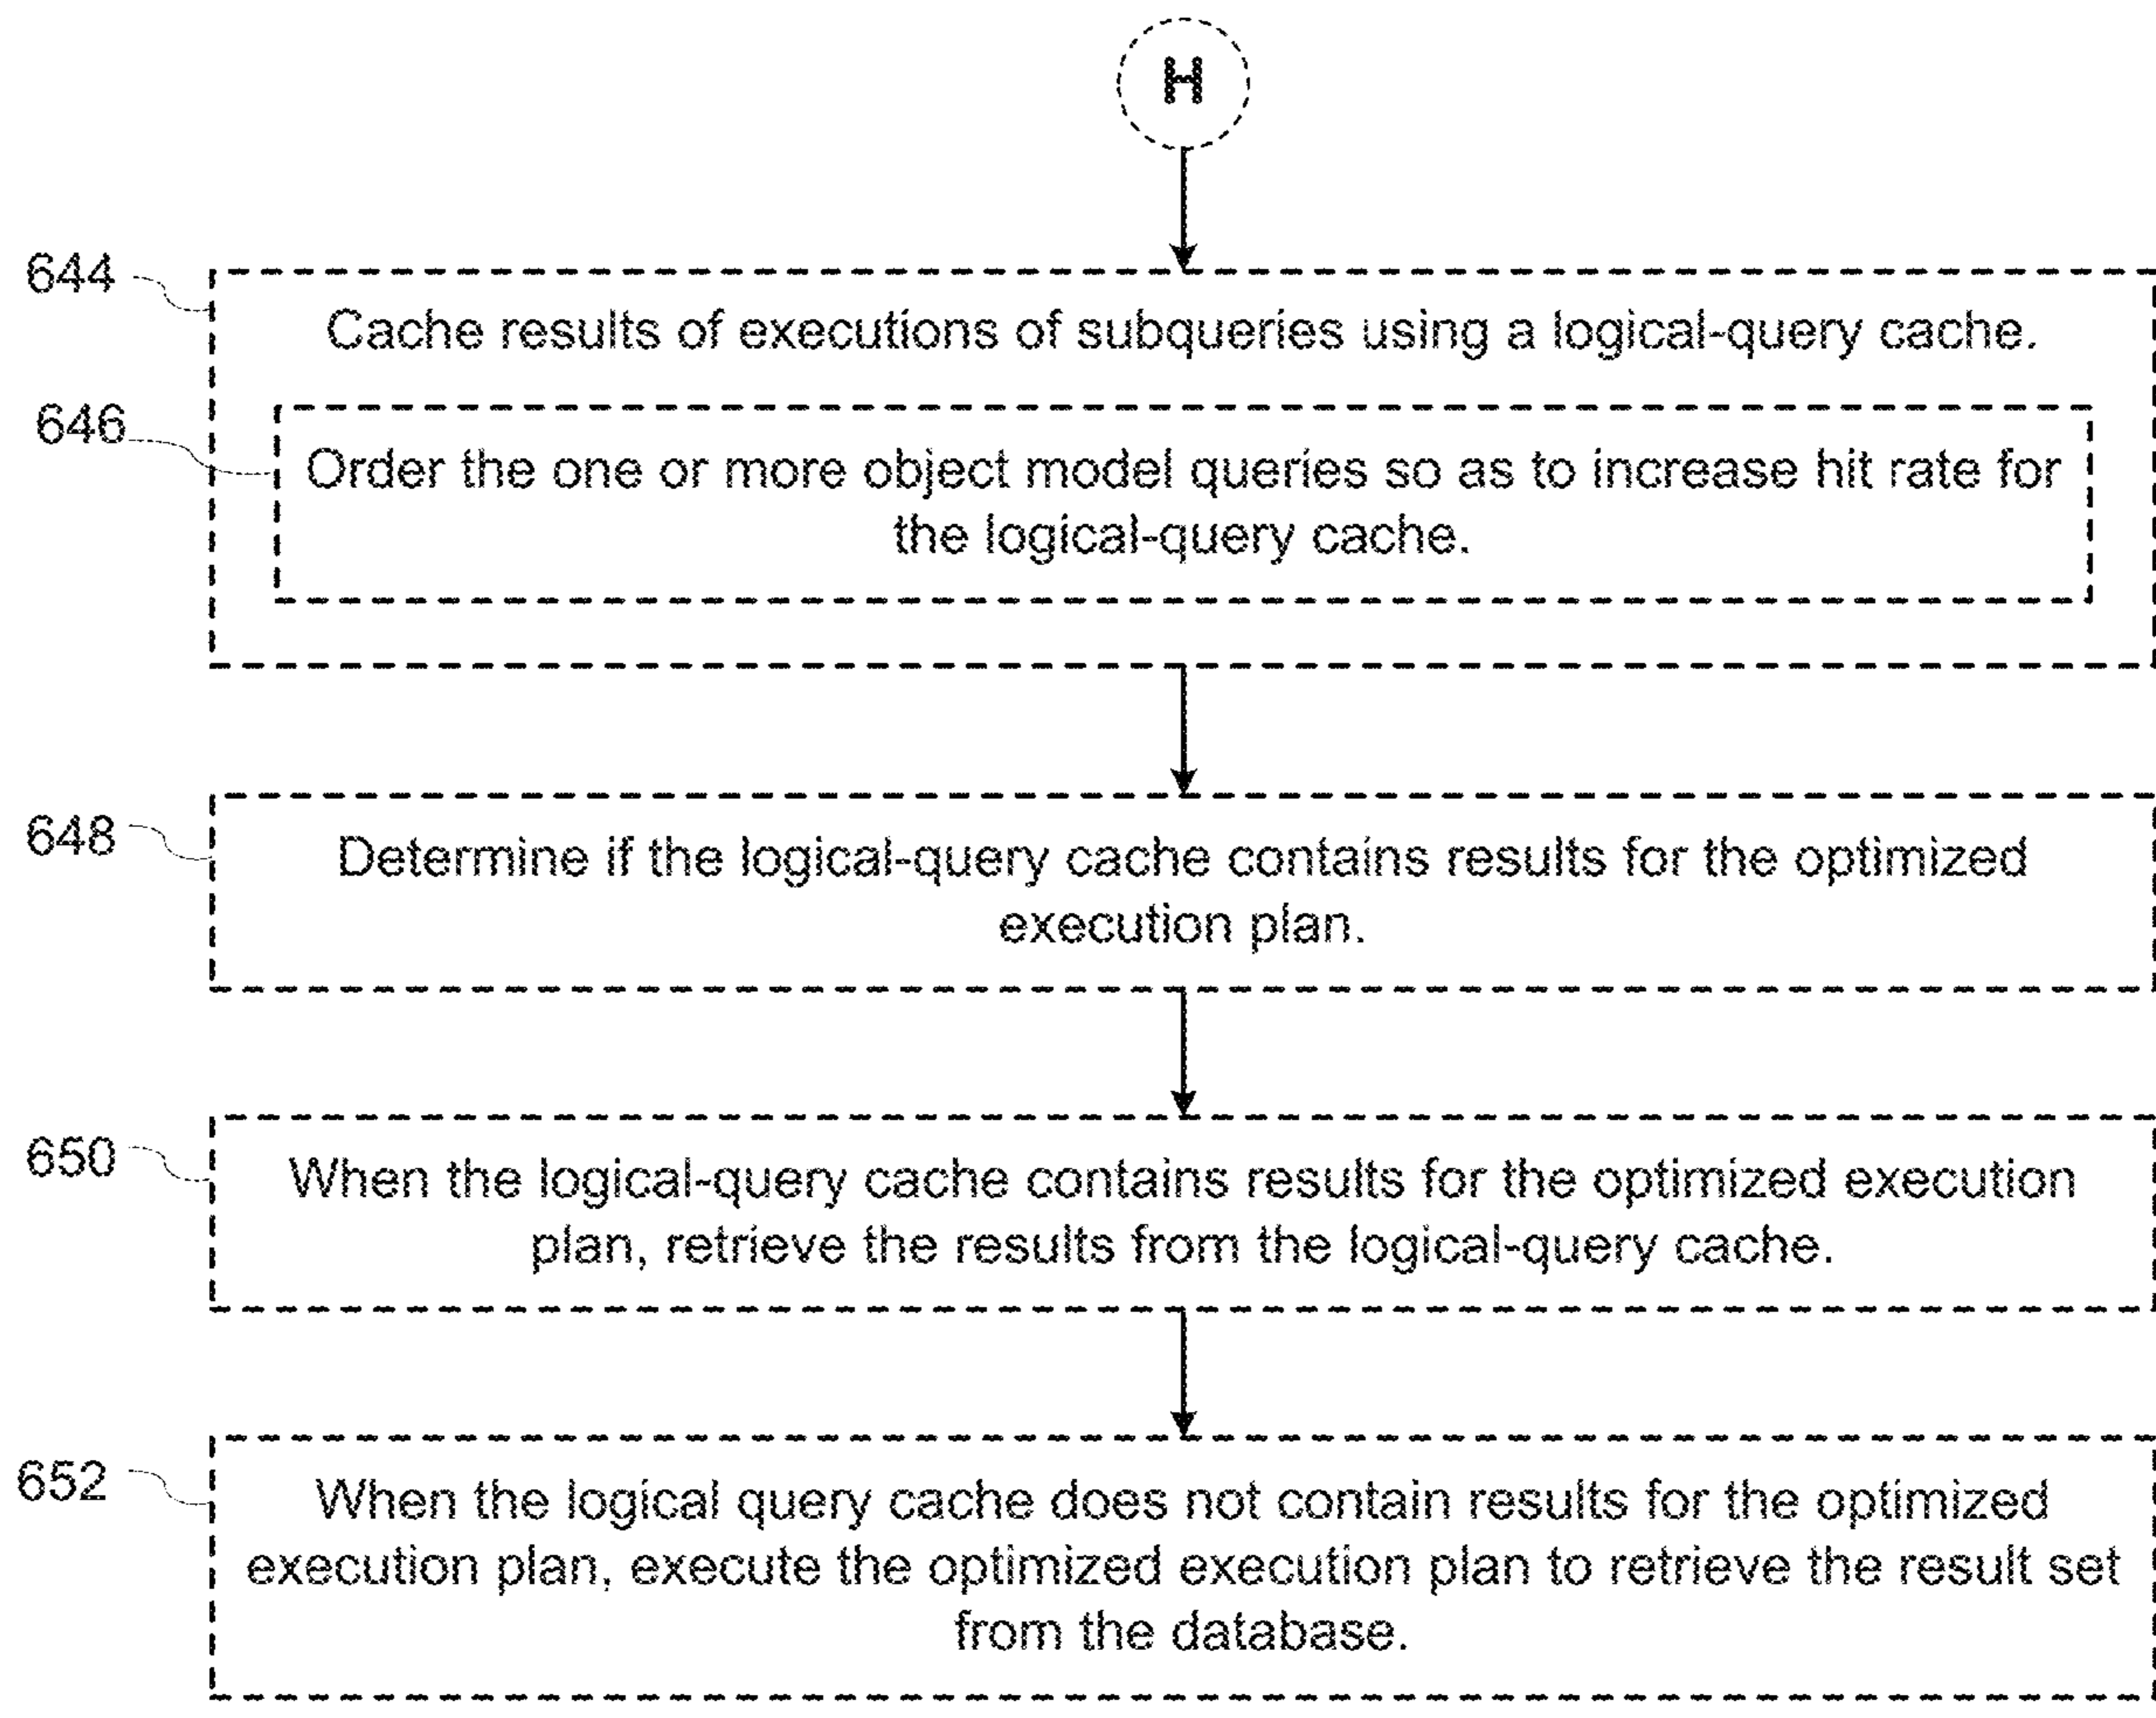 H
644
Cache results of executions of subqueries using a logical-query cache.
646
Order the one or more object model queries so as to increase hit rate for
the logical-query cache.
648
Determine if the logical-query cache contains results for the optimized
execution plan.
650
When the logical-query cache contains results for the optimized execution
plan, retrieve the results from the logical-query cache.
652
When the logical query cache does not contain results for the optimized
execution plan, execute the optimized execution plan to retrieve the result set
from the database.